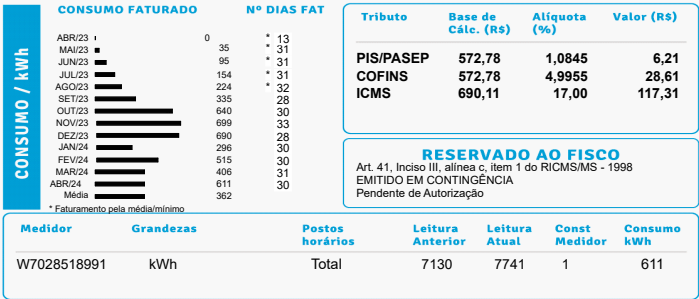 CONSUMO FATURADO Nº DIAS FAT
CONSUMO / kWh
ABR/23 0 * 13
MAI/23 35 * 31
JUN/23 95 * 31
JUL/23 154 * 31
AGO/23 224 * 32
SET/23 335 28
OUT/23 640 30
NOV/23 699 33
DEZ/23 690 28
JAN/24 296 30
FEV/24 515 30
MAR/24 406 31
ABR/24 611 30
Média 362
* Faturamento pela média/mínimo
Tributo Base de Cálc. (R$) Alíquota (%) Valor (R$)
PIS/PASEP 572,78 1,0845 6,21
COFINS 572,78 4,9955 28,61
ICMS 690,11 17,00 117,31
RESERVADO AO FISCO
Art. 41, Inciso III, alínea c, item 1 do RICMS/MS - 1998
EMITIDO EM CONTINGÊNCIA
Pendente de Autorização
Medidor Grandezas Postos horários Leitura Anterior Leitura Atual Const Medidor Consumo kWh
W7028518991 kWh Total 7130 7741 1 611